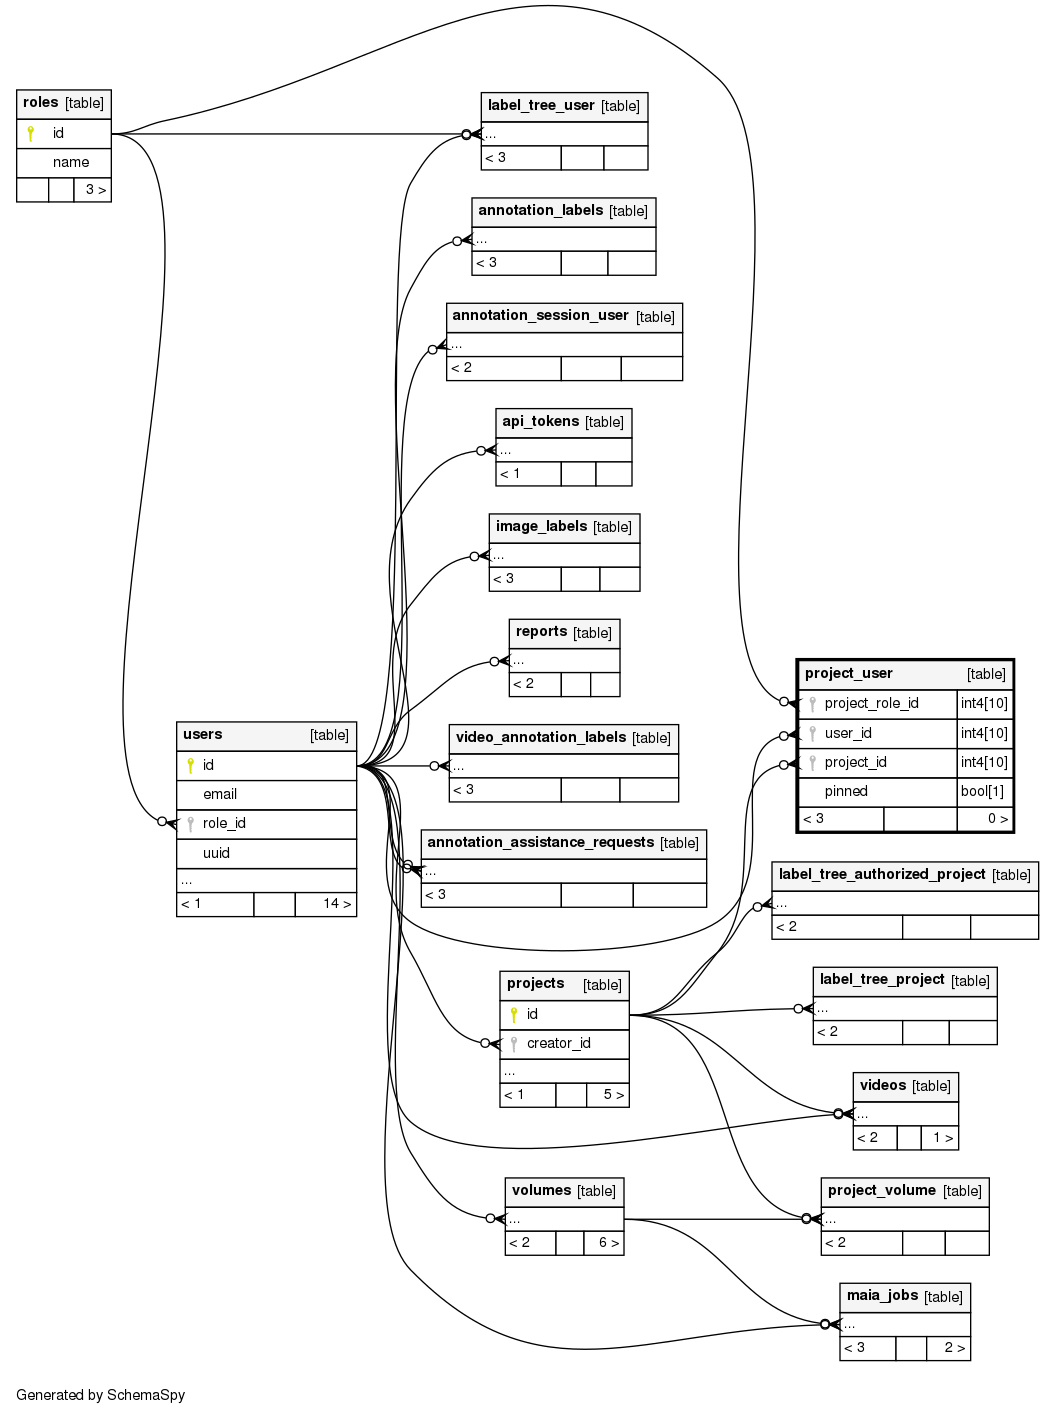 roles [table]
id
name
3 >
label_tree_user [table]
...
< 3
annotation_labels [table]
...
< 3
annotation_session_user [table]
...
< 2
api_tokens [table]
...
< 1
image_labels [table]
...
< 3
reports [table]
...
< 2
video_annotation_labels [table]
...
< 3
annotation_assistance_requests [table]
...
< 3
users [table]
id
email
role_id
uuid
...
< 1 14 >
projects [table]
id
creator_id
...
< 1 5 >
volumes [table]
...
< 2 6 >
project_user [table]
project_role_id int4[10]
user_id int4[10]
project_id int4[10]
pinned bool[1]
< 3 0 >
label_tree_authorized_project [table]
...
< 2
label_tree_project [table]
...
< 2
videos [table]
...
< 2 1 >
project_volume [table]
...
< 2
maia_jobs [table]
...
< 3 2 >
Generated by SchemaSpy